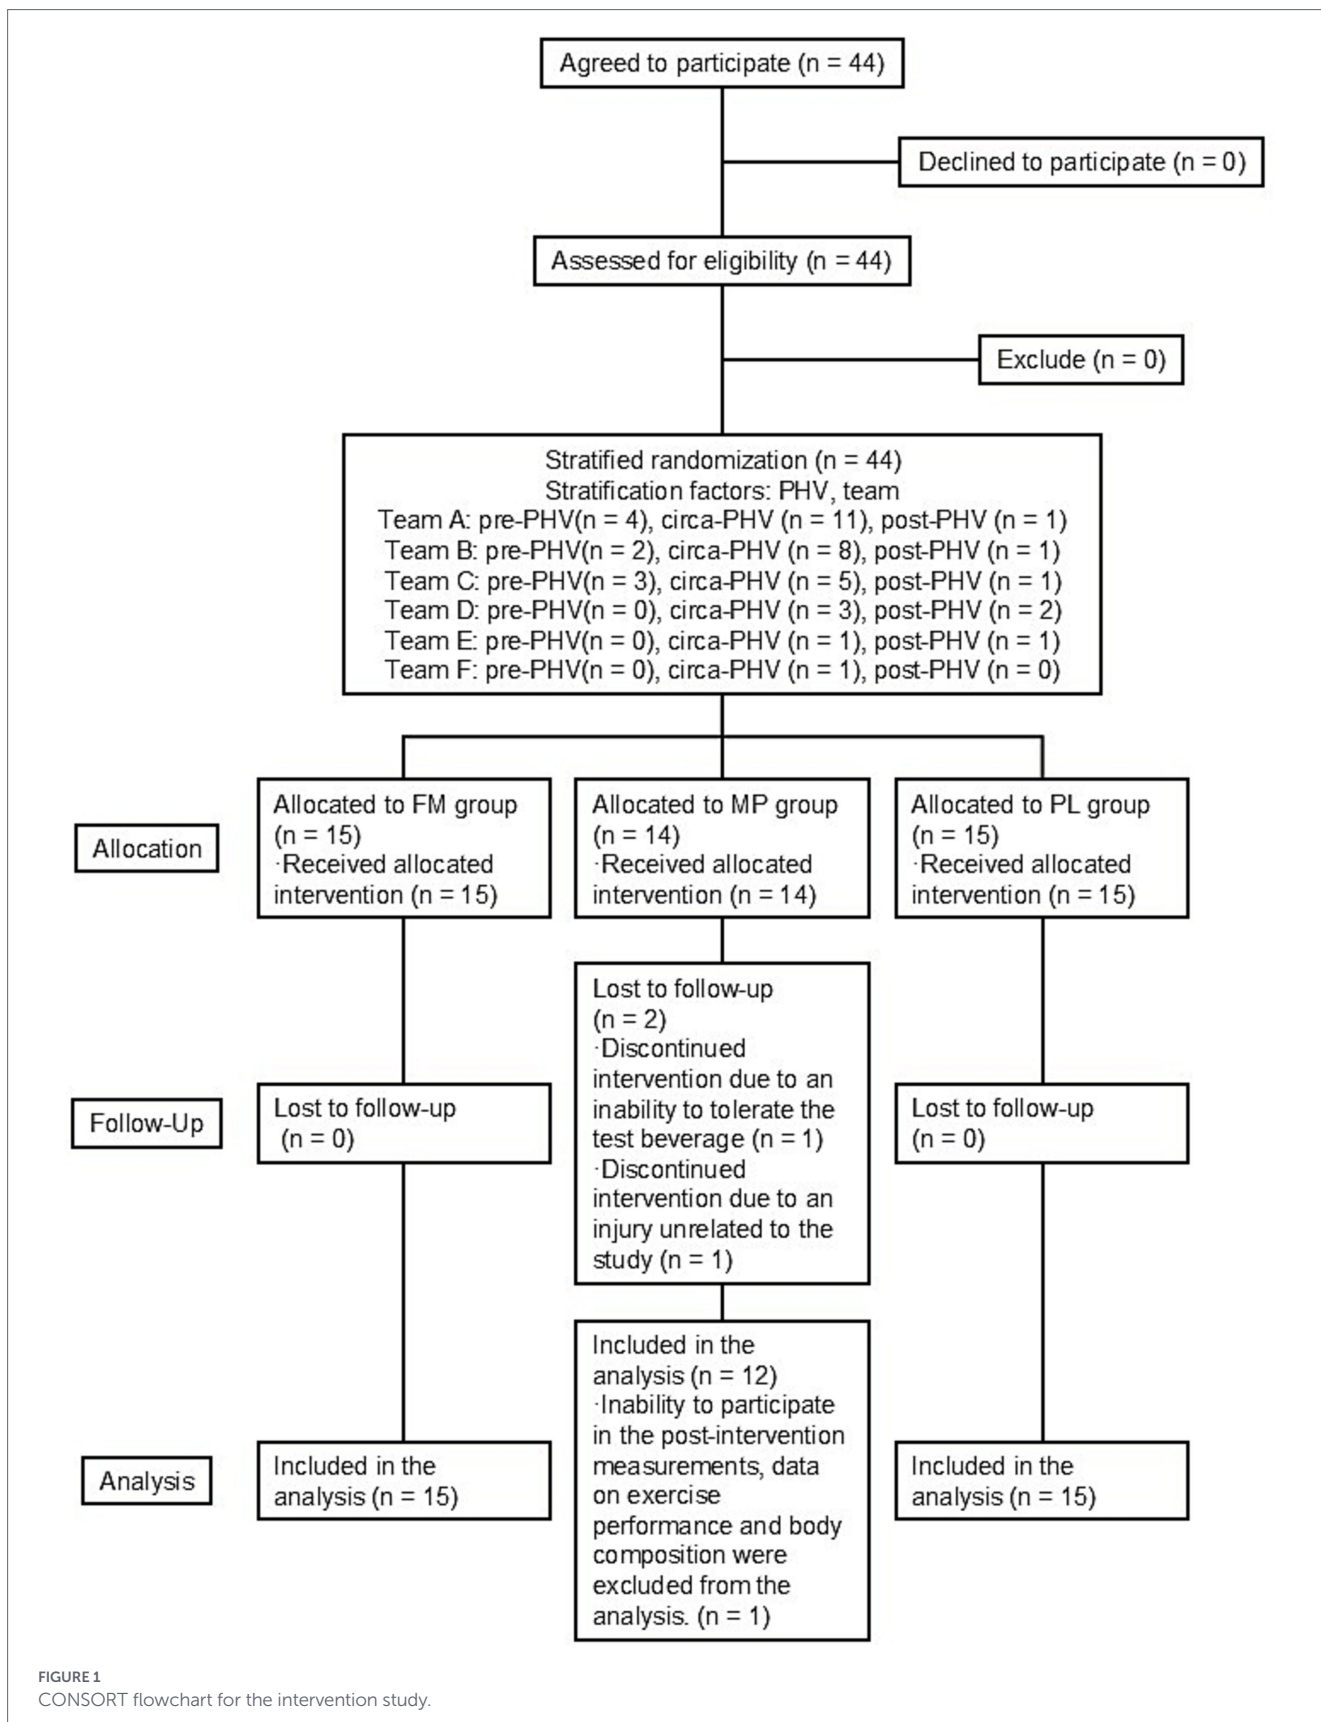 Agreed to participate (n = 44)
Declined to participate (n = 0)
Assessed for eligibility (n = 44)
Exclude (n = 0)
Stratified randomization (n = 44)
Stratification factors: PHV, team
Team A: pre-PHV(n = 4), circa-PHV (n = 11), post-PHV (n = 1)
Team B: pre-PHV(n = 2), circa-PHV (n = 8), post-PHV (n = 1)
Team C: pre-PHV(n = 3), circa-PHV (n = 5), post-PHV (n = 1)
Team D: pre-PHV(n = 0), circa-PHV (n = 3), post-PHV (n = 2)
Team E: pre-PHV(n = 0), circa-PHV (n = 1), post-PHV (n = 1)
Team F: pre-PHV(n = 0), circa-PHV (n = 1), post-PHV (n = 0)
Allocation
Allocated to FM group
(n = 15)
·Received allocated
intervention (n = 15)
Allocated to MP group
(n = 14)
·Received allocated
intervention (n = 14)
Allocated to PL group
(n = 15)
·Received allocated
intervention (n = 15)
Follow-Up
Lost to follow-up
(n = 0)
Lost to follow-up
(n = 2)
·Discontinued
intervention due to an
inability to tolerate the
test beverage (n = 1)
·Discontinued
intervention due to an
injury unrelated to the
study (n = 1)
Lost to follow-up
(n = 0)
Analysis
Included in the
analysis (n = 15)
Included in the
analysis (n = 12)
·Inability to participate
in the post-intervention
measurements, data
on exercise
performance and body
composition were
excluded from the
analysis. (n = 1)
Included in the
analysis (n = 15)
FIGURE 1
CONSORT flowchart for the intervention study.